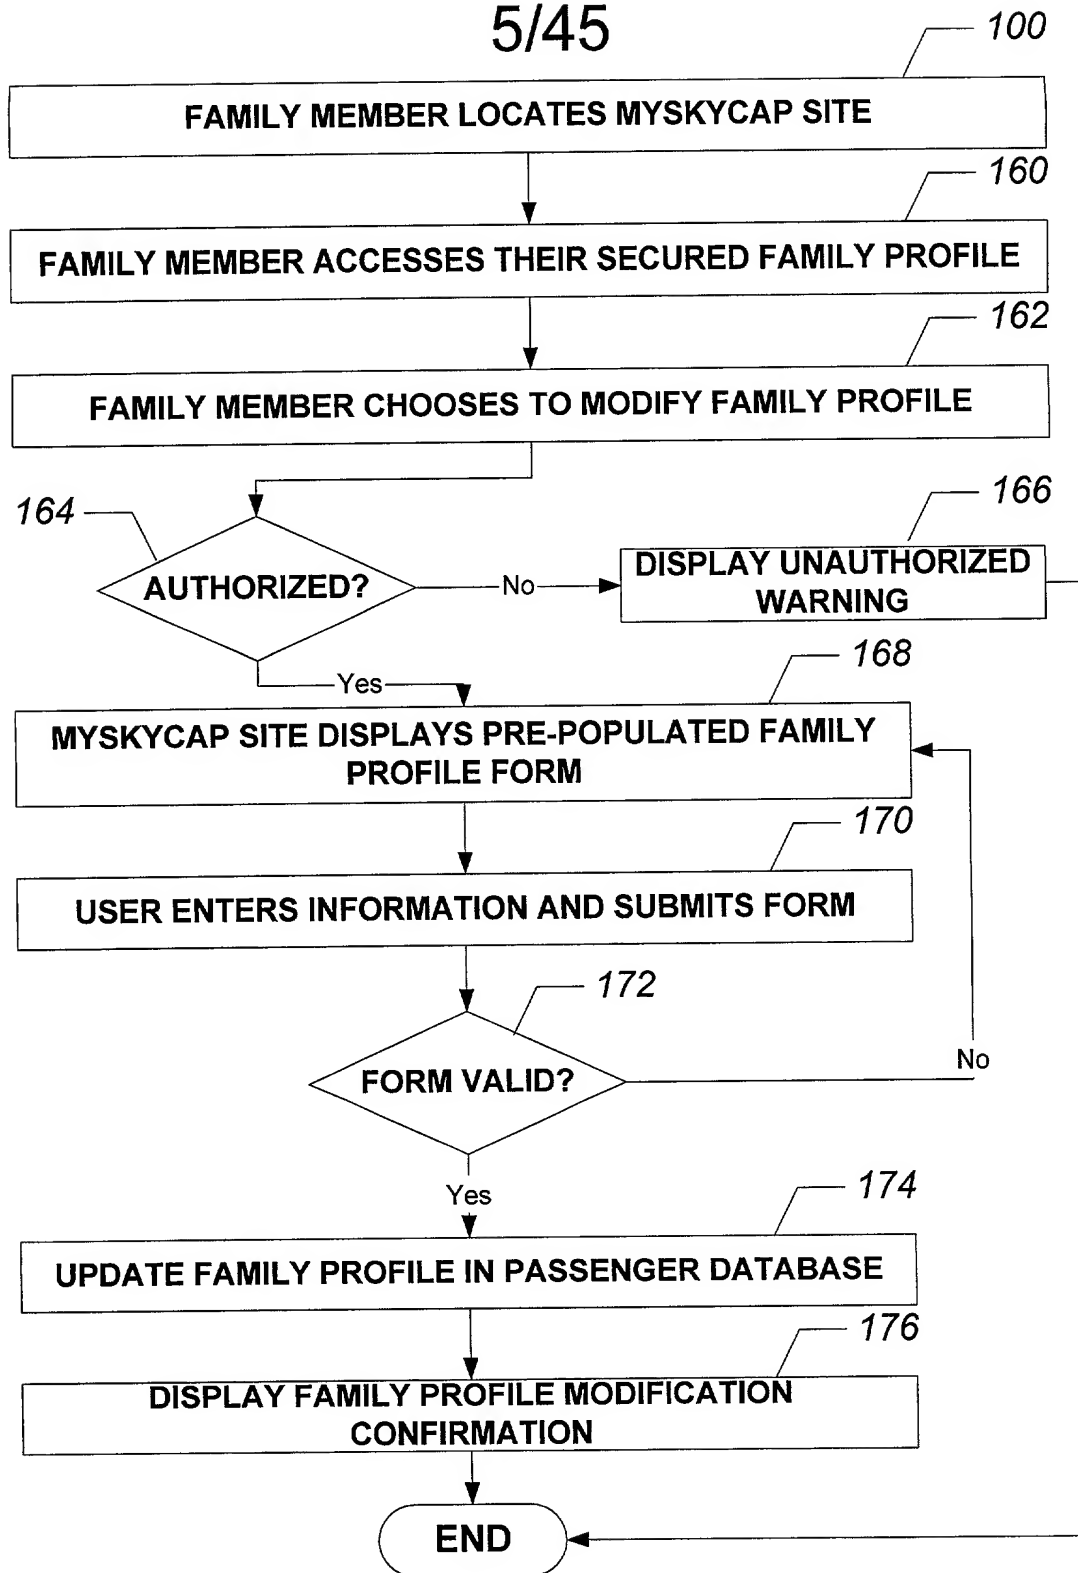 5/45
100
FAMILY MEMBER LOCATES MYSKYCAP SITE
160
FAMILY MEMBER ACCESSES THEIR SECURED FAMILY PROFILE
162
FAMILY MEMBER CHOOSES TO MODIFY FAMILY PROFILE
164
AUTHORIZED?
No
166
DISPLAY UNAUTHORIZED
WARNING
Yes
168
MYSKYCAP SITE DISPLAYS PRE-POPULATED FAMILY
PROFILE FORM
170
USER ENTERS INFORMATION AND SUBMITS FORM
172
FORM VALID?
No
Yes
174
UPDATE FAMILY PROFILE IN PASSENGER DATABASE
176
DISPLAY FAMILY PROFILE MODIFICATION
CONFIRMATION
END